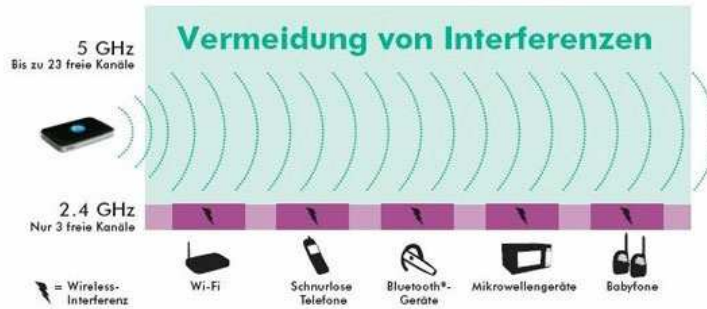 Vermeidung von Interferenzen
5 GHz
Bis zu 23 freie Kanäle
2.4 GHz
Nur 3 freie Kanäle
= Wireless-
Interferenz
Wi-Fi
Schnurlose
Telefone
Bluetooth®-
Geräte
Mikrowellengeräte
Babyfone